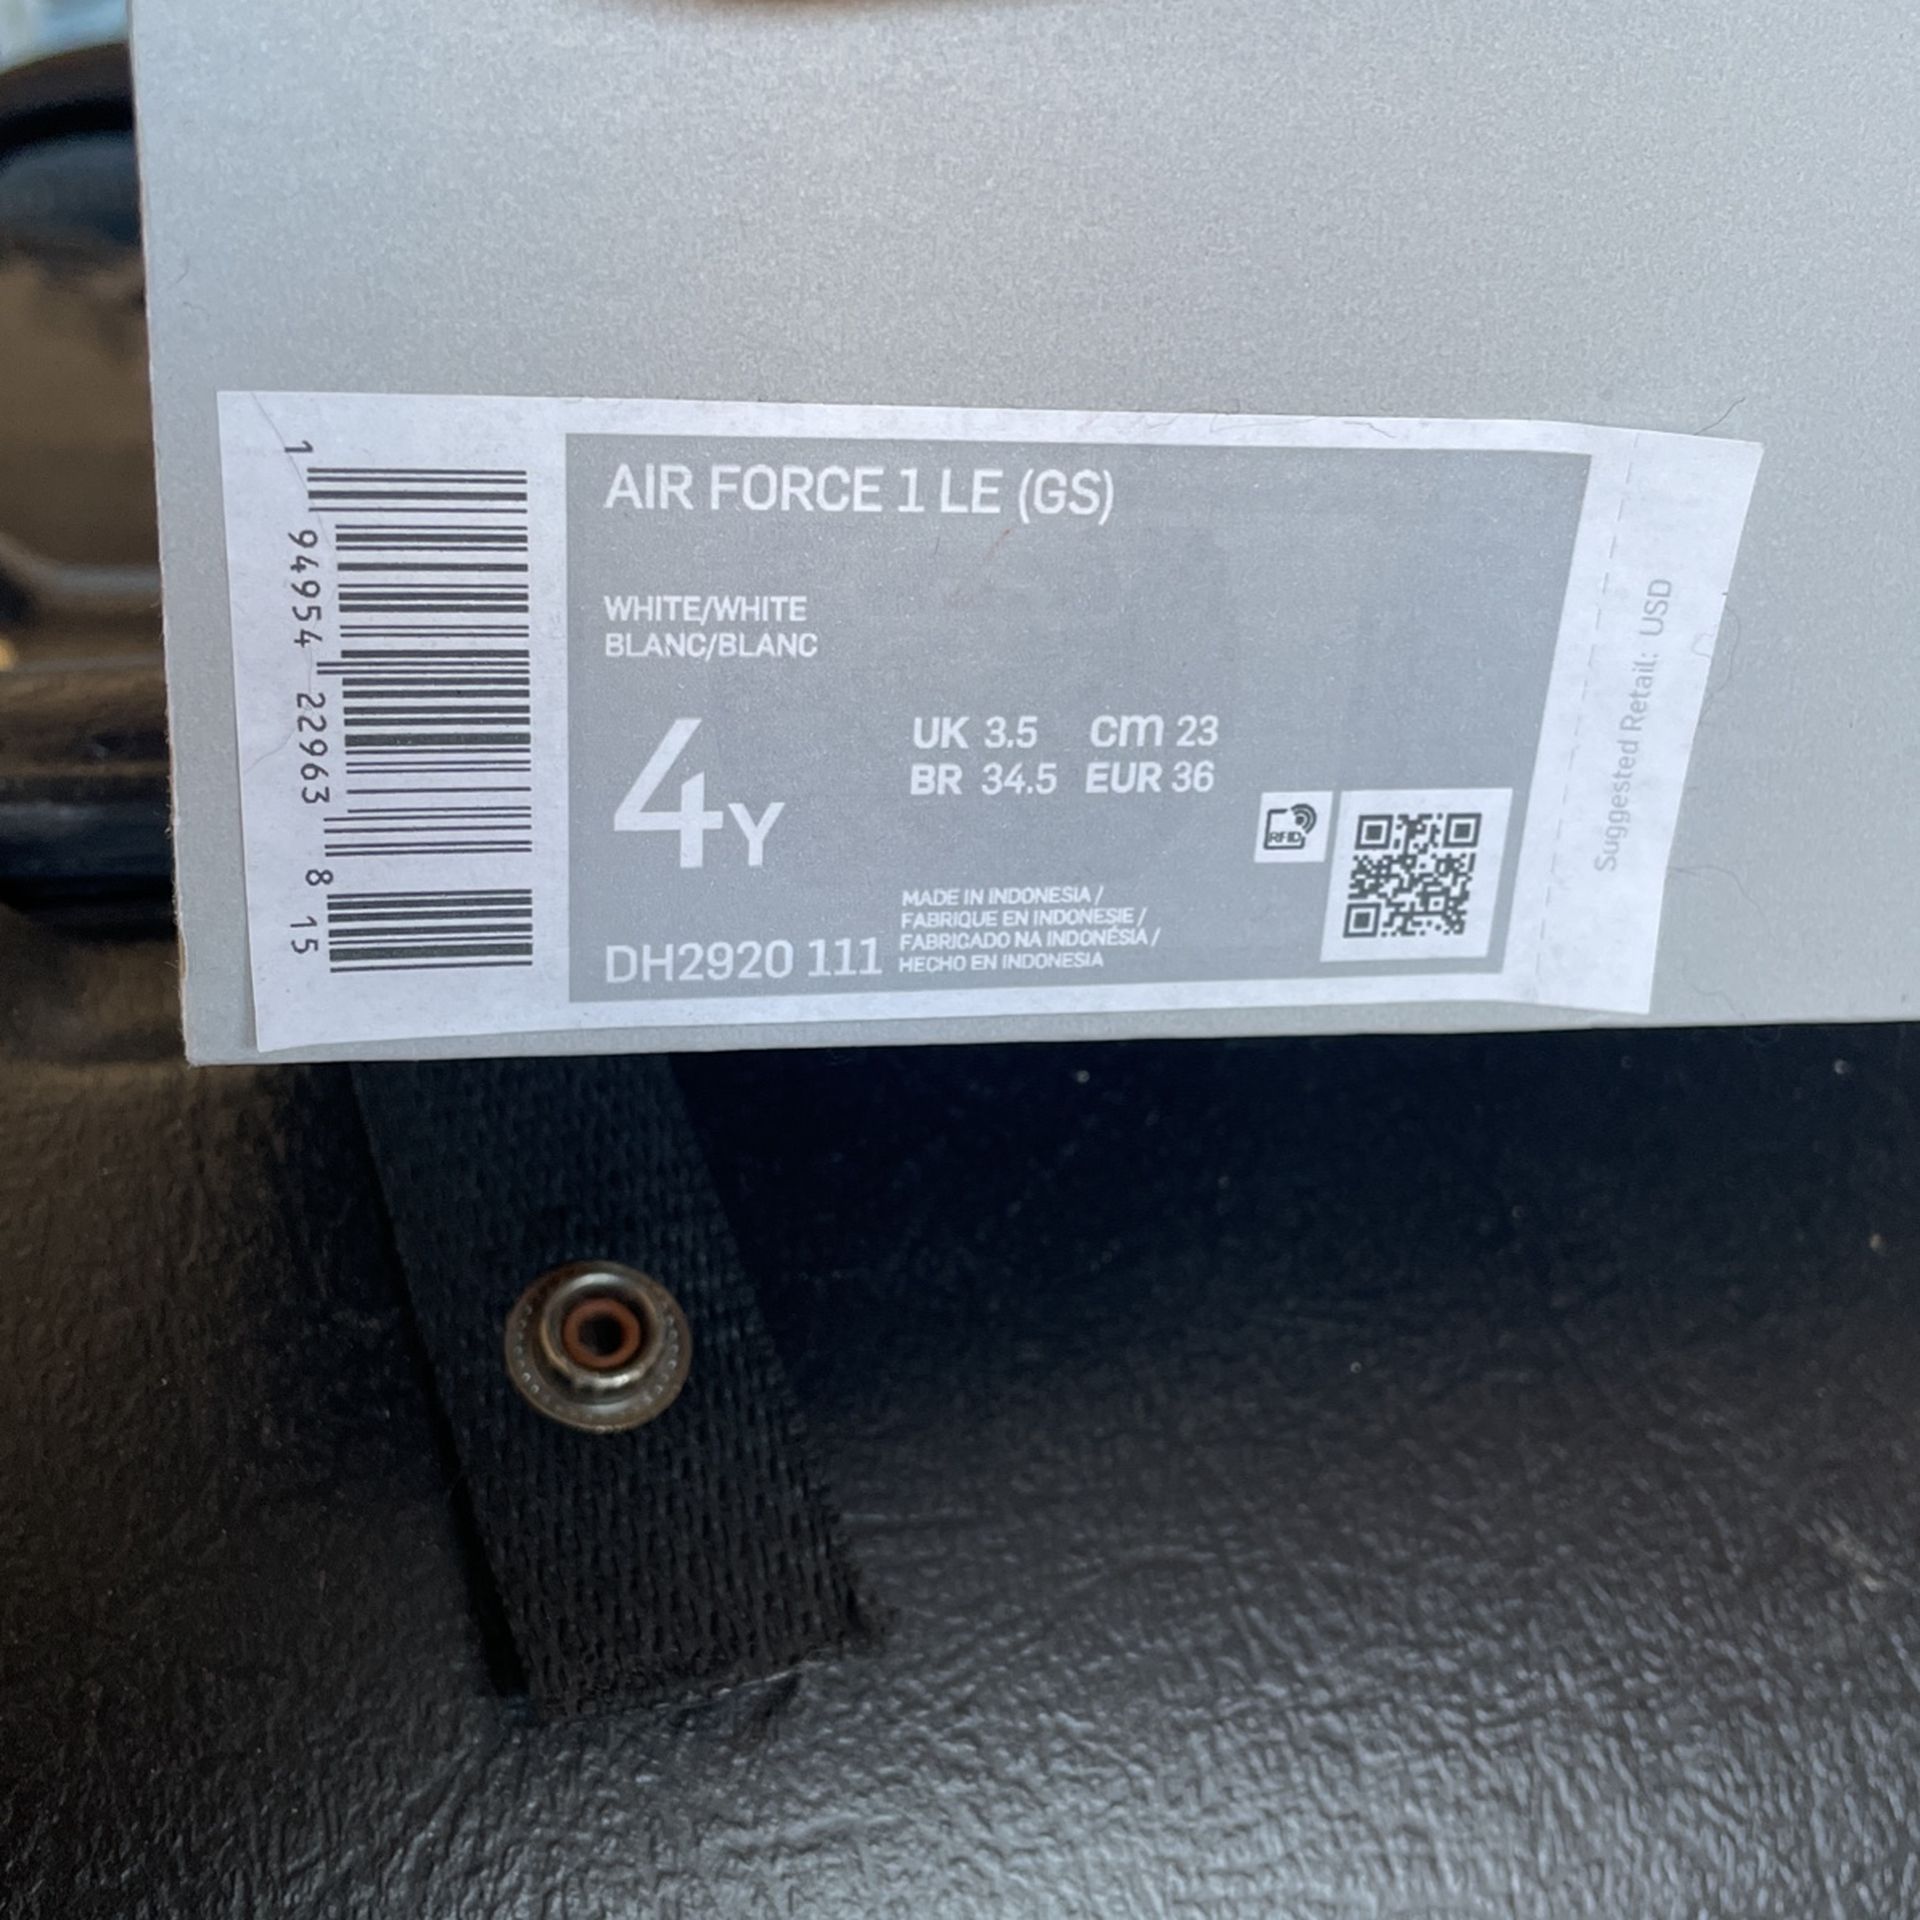 AIR FORCE 1 LE (GS)
WHITE/WHITE
BLANC/BLANC
4Y
UK 3.5 cm 23
BR 34.5 EUR 36
MADE IN INDONESIA /
FABRIQUE EN INDONESIE /
FABRICADO NA INDONÉSIA /
HECHO EN INDONESIA
DH2920 111
RFID
1 94954 22963 8 15
Suggested Retail: USD